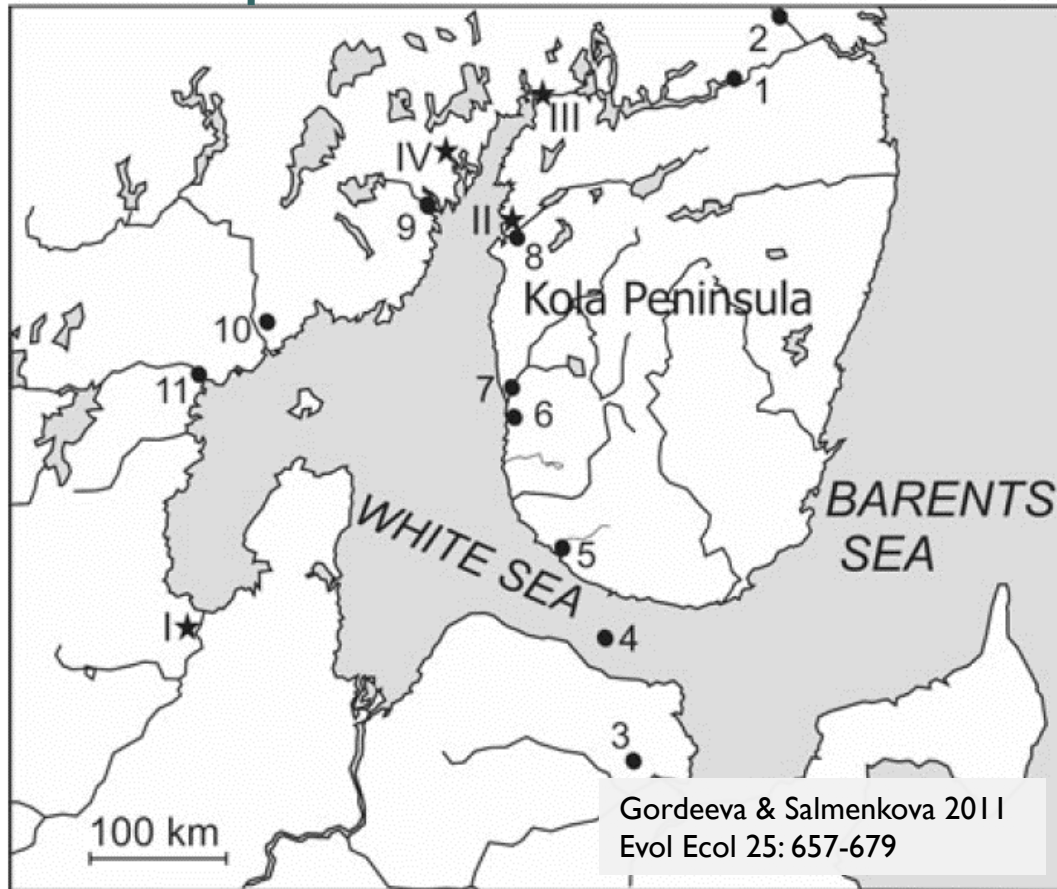 2
1
III
IV
9
II
8
Kola Peninsula
10
11
7
6
BARENTS
SEA
WHITE SEA
5
I
4
3
100 km
Gordeeva & Salmenkova 2011
Evol Ecol 25: 657-679